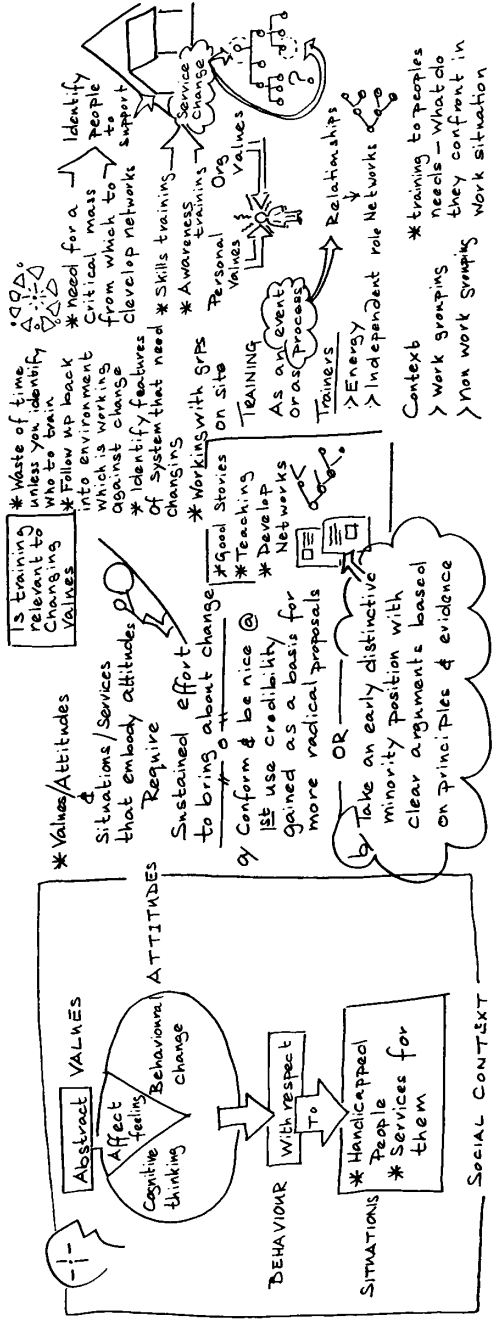 Abstract VALUES
Affect
feeling
Cognitive
thinking
Behavioural
change
ATTITUDES
BEHAVIOUR
With respect
To
SITUATIONS
* Handicapped
People
* Services for
them
SOCIAL CONTEXT
Is training
relevant to
Changing
Values
* Values/Attitudes
&
Situations/Services
that embody attitudes
Require
Sustained effort
to bring about change
a/ Conform & be nice @
1st use credibility
gained as a basis for
more radical proposals
OR
b/ Take an early distinctive
minority position with
clear arguments based
on principles & evidence
* Waste of time
unless you identify
who to train
* Follow up back
into environment
which is working
against change
* Identify features
of system that need
changing
* Working with grps
on site
* Good Stories
* Teaching
* Develop
Networks
* need for a
Critical mass
from which to
develop networks
Identify
people
to
support
* Skills training
* Awareness
training
Service
change
?
Personal
Values
Org
Values
TRAINING
As an event
or as process
Trainers
> Energy
> Independent role
Relationships
Networks
Context
> Work grouping
> non work grouping
* training to peoples
needs - What do
they confront in
work situation